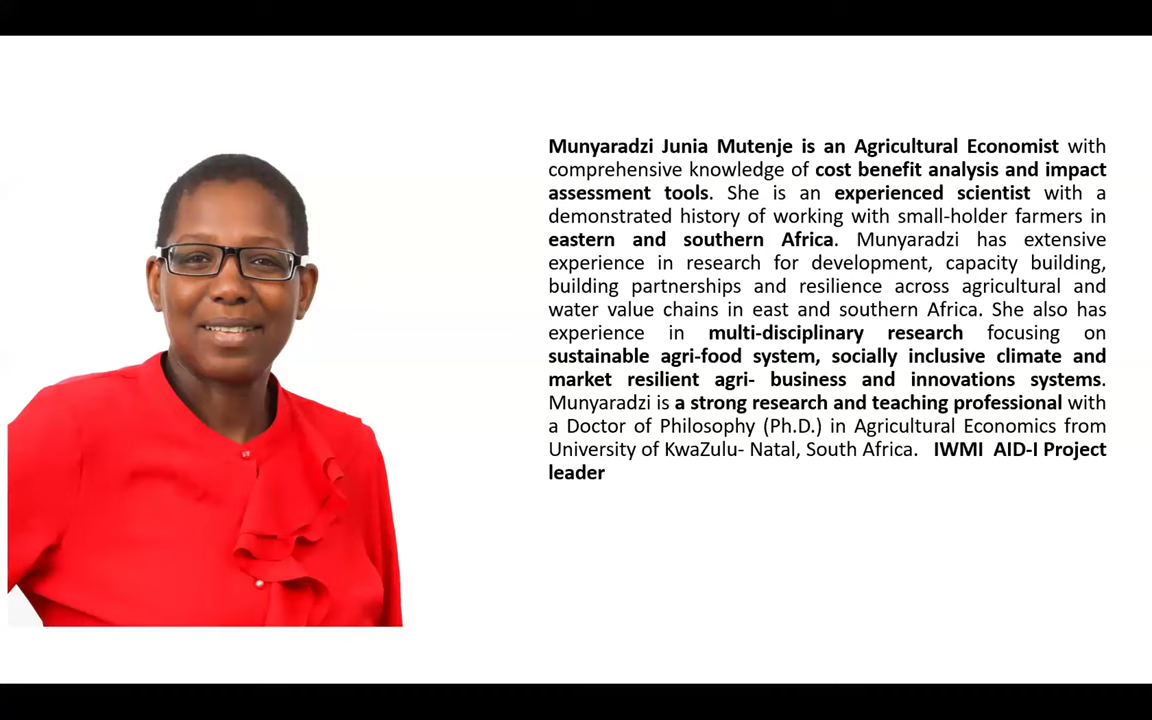 Munyaradzi Junia Mutenje is an Agricultural Economist with
comprehensive knowledge of cost benefit analysis and impact
assessment tools. She is an experienced scientist with a
demonstrated history of working with small-holder farmers in
eastern and southern Africa. Munyaradzi has extensive
experience in research for development, capacity building,
building partnerships and resilience across agricultural and
water value chains in east and southern Africa. She also has
experience in multi-disciplinary research focusing on
sustainable agri-food system, socially inclusive climate and
market resilient agri- business and innovations systems.
Munyaradzi is a strong research and teaching professional with
a Doctor of Philosophy (Ph.D.) in Agricultural Economics from
University of KwaZulu- Natal, South Africa. IWMI AID-I Project
leader